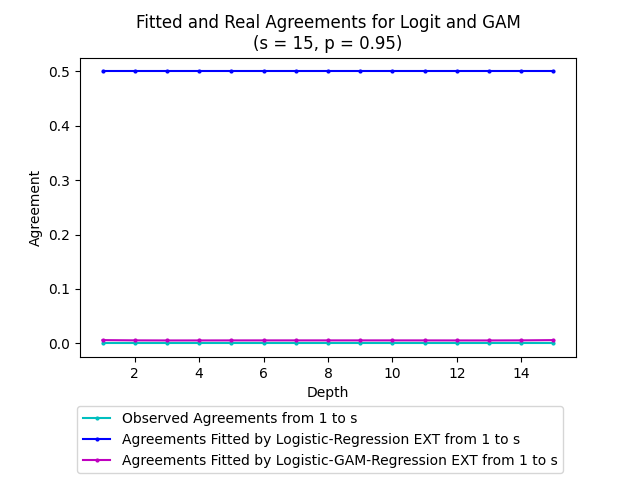 Fitted and Real Agreements for Logit and GAM
(s = 15, p = 0.95)
Agreement
0.5
0.4
0.3
0.2
0.1
0.0
2 4 6 8 10 12 14
Depth
Observed Agreements from 1 to s
Agreements Fitted by Logistic-Regression EXT from 1 to s
Agreements Fitted by Logistic-GAM-Regression EXT from 1 to s